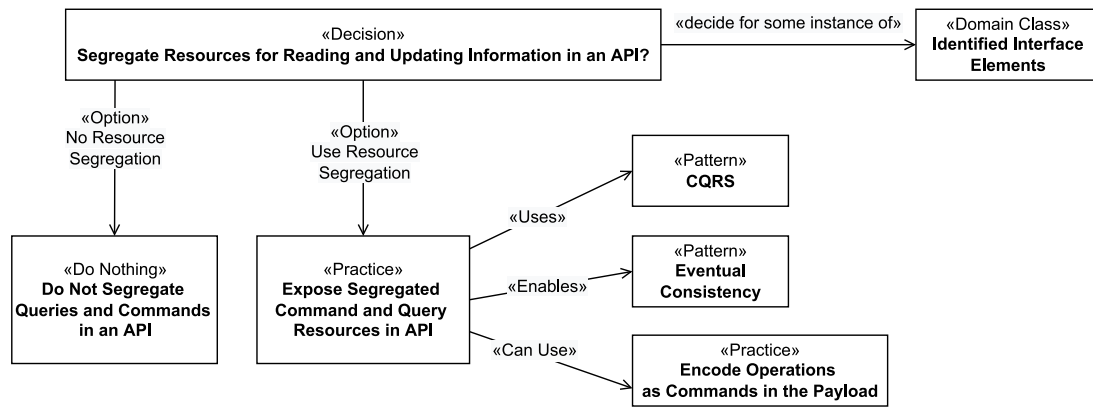 «Decision»
Segregate Resources for Reading and Updating Information in an API?
«decide for some instance of»
«Domain Class»
Identified Interface
Elements
«Option»
No Resource
Segregation
«Option»
Use Resource
Segregation
«Do Nothing»
Do Not Segregate
Queries and Commands
in an API
«Practice»
Expose Segregated
Command and Query
Resources in API
«Uses»
«Pattern»
CQRS
«Enables»
«Pattern»
Eventual
Consistency
«Can Use»
«Practice»
Encode Operations
as Commands in the Payload